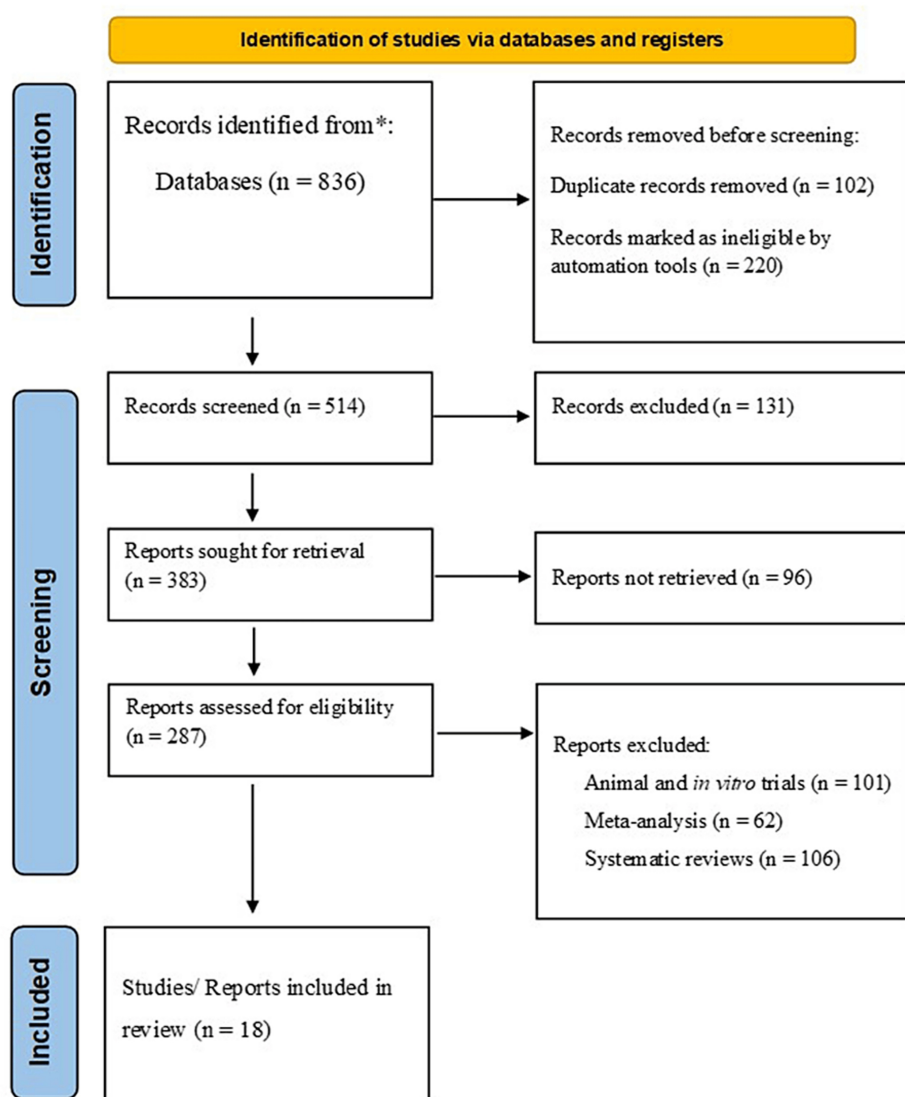 Identification of studies via databases and registers
Identification
Records identified from*:
Databases (n = 836)
Records removed before screening:
Duplicate records removed (n = 102)
Records marked as ineligible by
automation tools (n = 220)
Screening
Records screened (n = 514)
Records excluded (n = 131)
Reports sought for retrieval
(n = 383)
Reports not retrieved (n = 96)
Reports assessed for eligibility
(n = 287)
Reports excluded:
Animal and in vitro trials (n = 101)
Meta-analysis (n = 62)
Systematic reviews (n = 106)
Included
Studies/ Reports included in
review (n = 18)